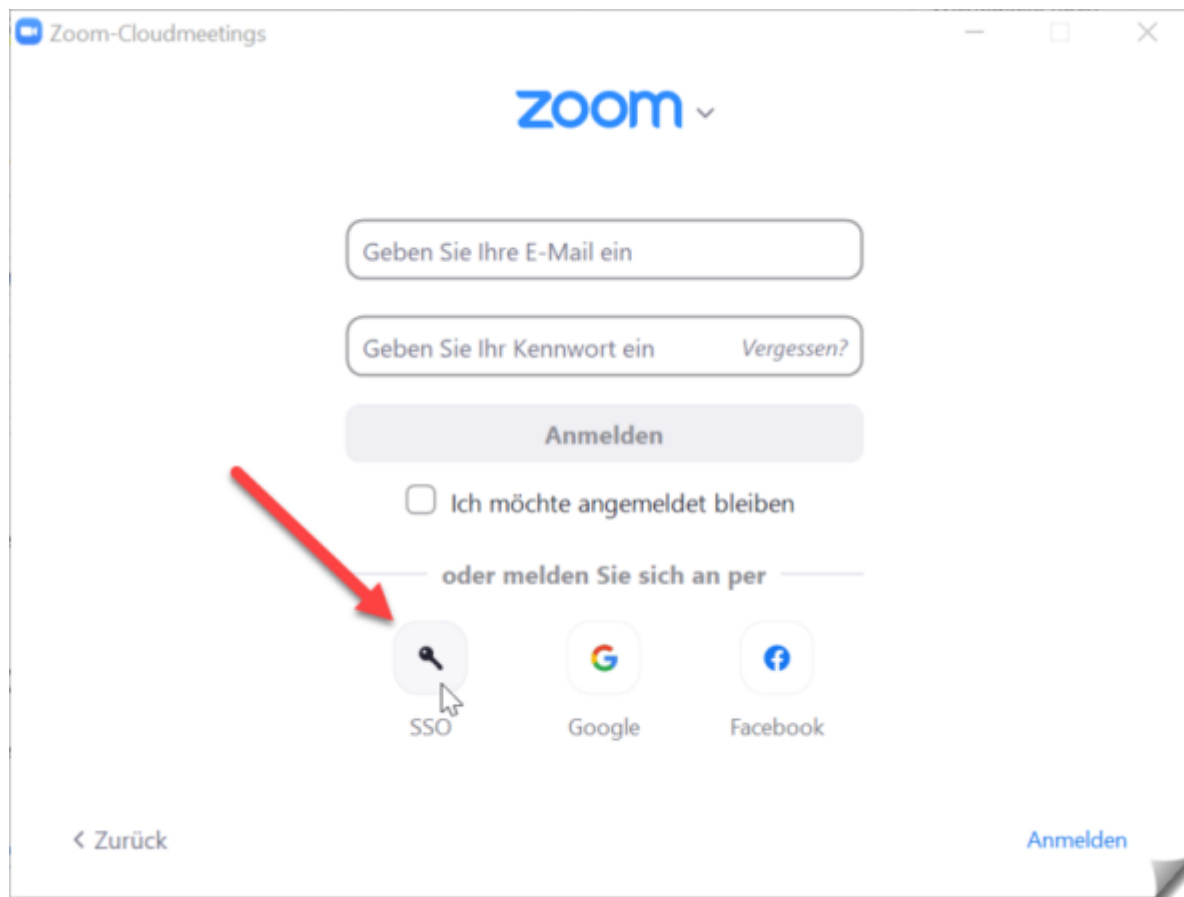 Zoom-Cloudmeetings
zoom
Geben Sie Ihre E-Mail ein
Geben Sie Ihr Kennwort ein Vergessen?
Anmelden
Ich möchte angemeldet bleiben
oder melden Sie sich an per
SSO Google Facebook
Zurück Anmelden